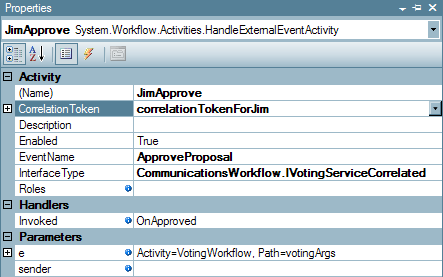 Properties
JimApprove System.Workflow.Activities.HandleExternalEventActivity
Activity
(Name) JimApprove
CorrelationToken correlationTokenForJim
Description
Enabled True
EventName ApproveProposal
InterfaceType CommunicationsWorkflow.IVotingServiceCorrelated
Roles
Handlers
Invoked OnApproved
Parameters
e Activity=VotingWorkflow, Path=votingArgs
sender